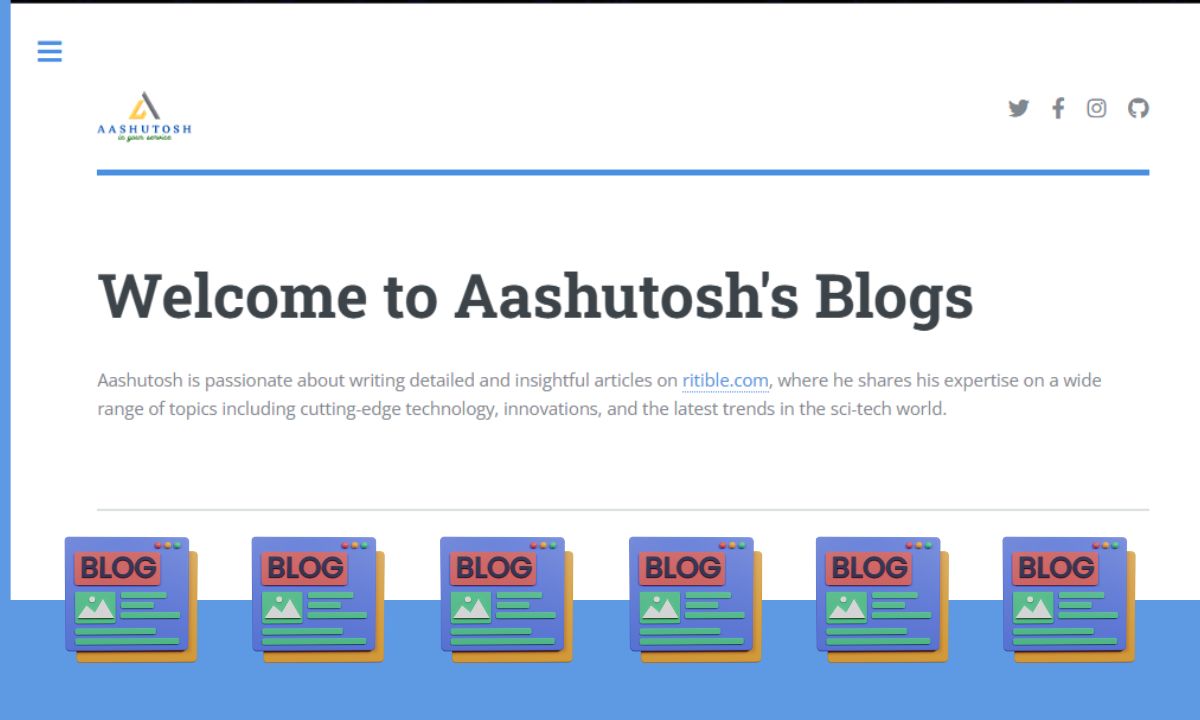 AASHUTOSH
in your service
Welcome to Aashutosh's Blogs
Aashutosh is passionate about writing detailed and insightful articles on ritible.com, where he shares his expertise on a wide
range of topics including cutting-edge technology, innovations, and the latest trends in the sci-tech world.
BLOG BLOG BLOG BLOG BLOG BLOG